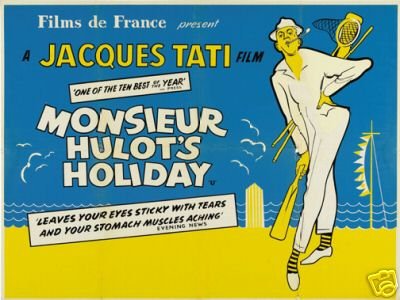 Films de France present
A JACQUES TATI FILM
'ONE OF THE TEN BEST OF THE YEAR'
PRESS
MONSIEUR
HULOT'S
HOLIDAY
'LEAVES YOUR EYES STICKY WITH TEARS
AND YOUR STOMACH MUSCLES ACHING'
EVENING NEWS